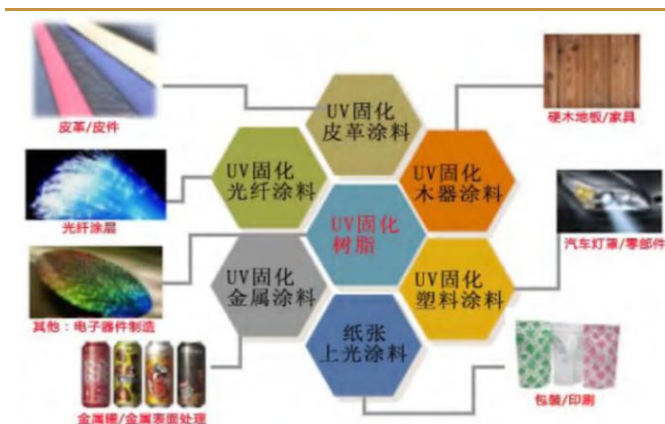 皮革/皮件
UV固化
皮革涂料
硬木地板/家具
UV固化
光纤涂料
UV固化
木器涂料
光纤涂层
UV固化
树脂
汽车灯罩/零部件
UV固化
金属涂料
UV固化
塑料涂料
其他：电子器件制造
纸张
上光涂料
金属罐/金属表面处理
包装/印刷